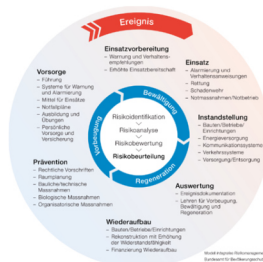 Ereignis
Einsatzvorbereitung
– Warnung und Verhaltens-
empfehlungen
– Erhöhte Einsatzbereitschaft
Einsatz
– Alarmierung und
Verhaltensanweisungen
– Rettung
– Schadenwehr
– Notmassnahmen/Notbetrieb
Vorsorge
– Führung
– Systeme für Warnung
und Alarmierung
– Mittel für Einsätze
– Notfallpläne
– Ausbildung und
Übungen
– Persönliche
Vorsorge und
Versicherung
Vorbeugung
Bewältigung
Regeneration
Risikoidentifikation
Risikoanalyse
Risikobewertung
Risikobeurteilung
Instandstellung
– Bauten/Betriebe/
Einrichtungen
– Energieversorgung
– Kommunikationssysteme
– Verkehrssysteme
– Versorgung/Entsorgung
Prävention
– Rechtliche Vorschriften
– Raumplanung
– Bauliche/technische
Massnahmen
– Biologische Massnahmen
– Organisatorische Massnahmen
Auswertung
– Ereignisdokumentation
– Lehren für Vorbeugung,
Bewältigung und
Regeneration
Wiederaufbau
– Bauten/Betriebe/Einrichtungen
– Rekonstruktion mit Erhöhung
der Widerstandsfähigkeit
– Finanzierung Wiederaufbau